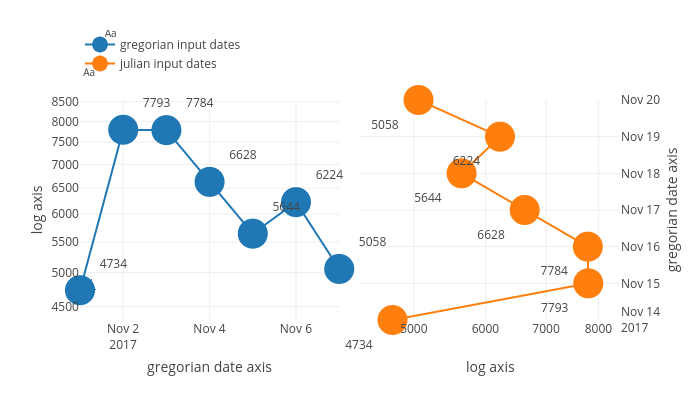 Aa
gregorian input dates
Aa
julian input dates
8500
8000
7500
7000
6500
6000
5500
5000
4500
log axis
7793
7784
6628
5644
6224
5058
4734
Nov 2
2017
Nov 4
Nov 6
gregorian date axis
5058
6224
5644
6628
7784
7793
4734
5000
6000
7000
8000
log axis
Nov 20
Nov 19
Nov 18
Nov 17
Nov 16
Nov 15
Nov 14
2017
gregorian date axis